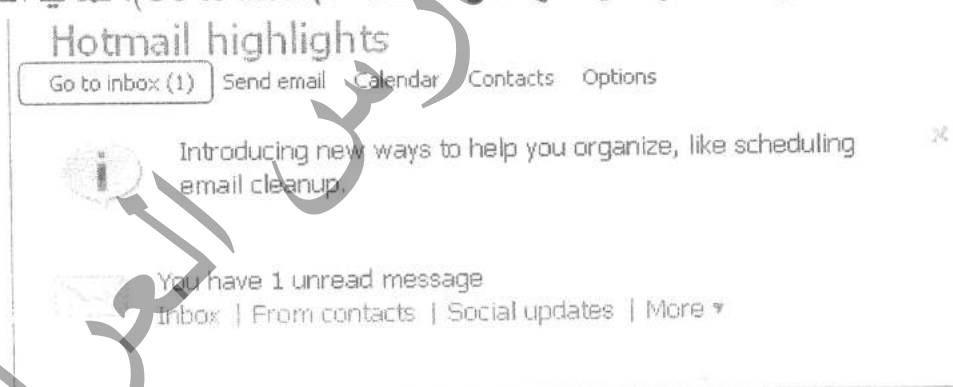 Hotmail highlights
Go to inbox (1) Send email Calendar Contacts Options
Introducing new ways to help you organize, like scheduling
email cleanup.
You have 1 unread message
Inbox | From contacts | Social updates | More